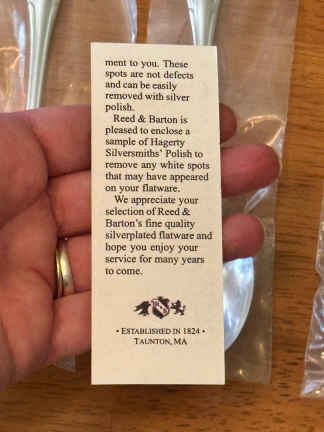 ment to you. These
spots are not defects
and can be easily
removed with silver
polish.
Reed & Barton is
pleased to enclose a
sample of Hagerty
Silversmiths' Polish to
remove any white spots
that may have appeared
on your flatware.
We appreciate your
selection of Reed &
Barton's fine quality
silverplated flatware and
hope you enjoy your
service for many years
to come.
• ESTABLISHED IN 1824 •
TAUNTON, MA